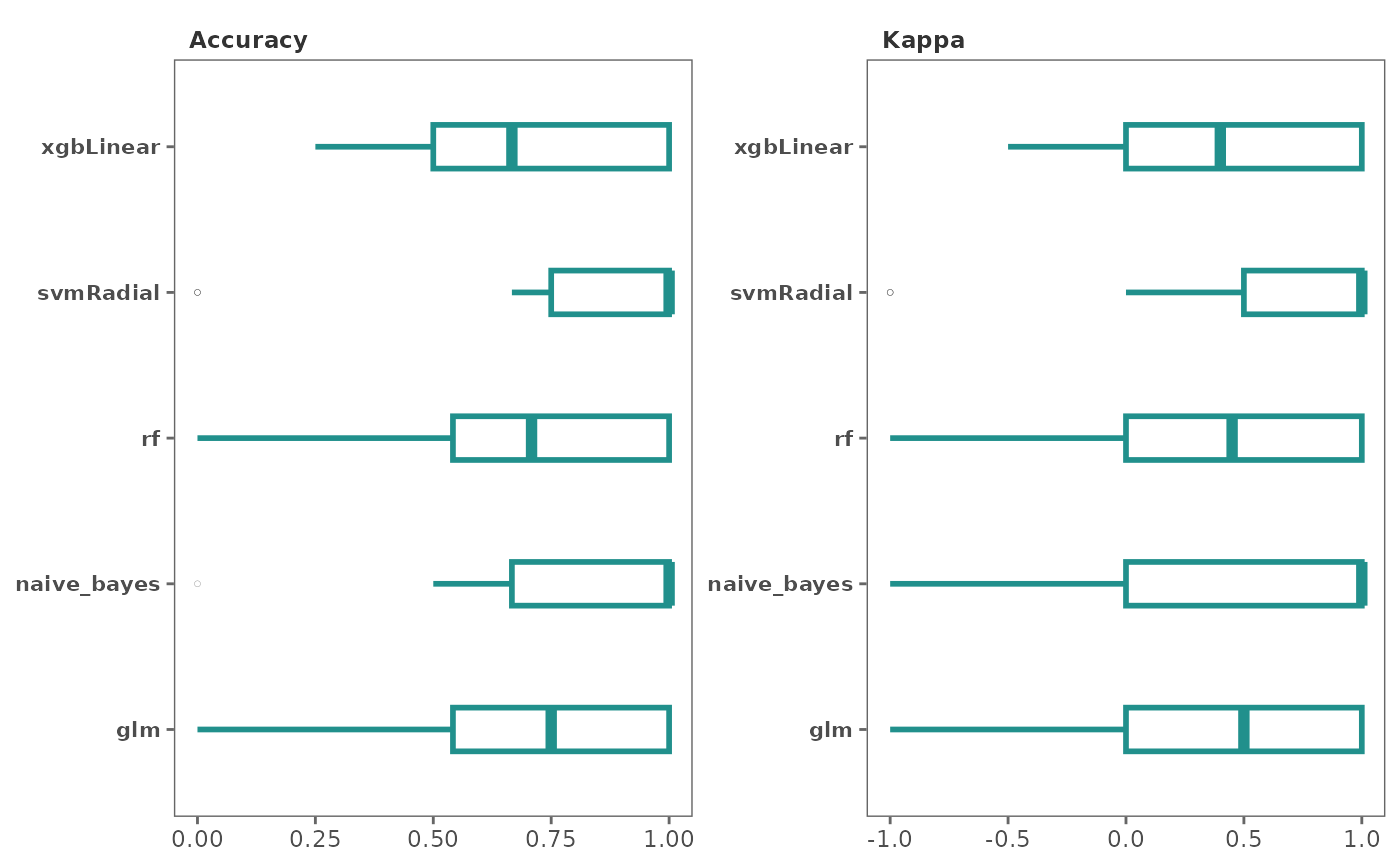 Accuracy
xgbLinear
svmRadial
rf
naive_bayes
glm
0.00 0.25 0.50 0.75 1.00
Kappa
xgbLinear
svmRadial
rf
naive_bayes
glm
-1.0 -0.5 0.0 0.5 1.0